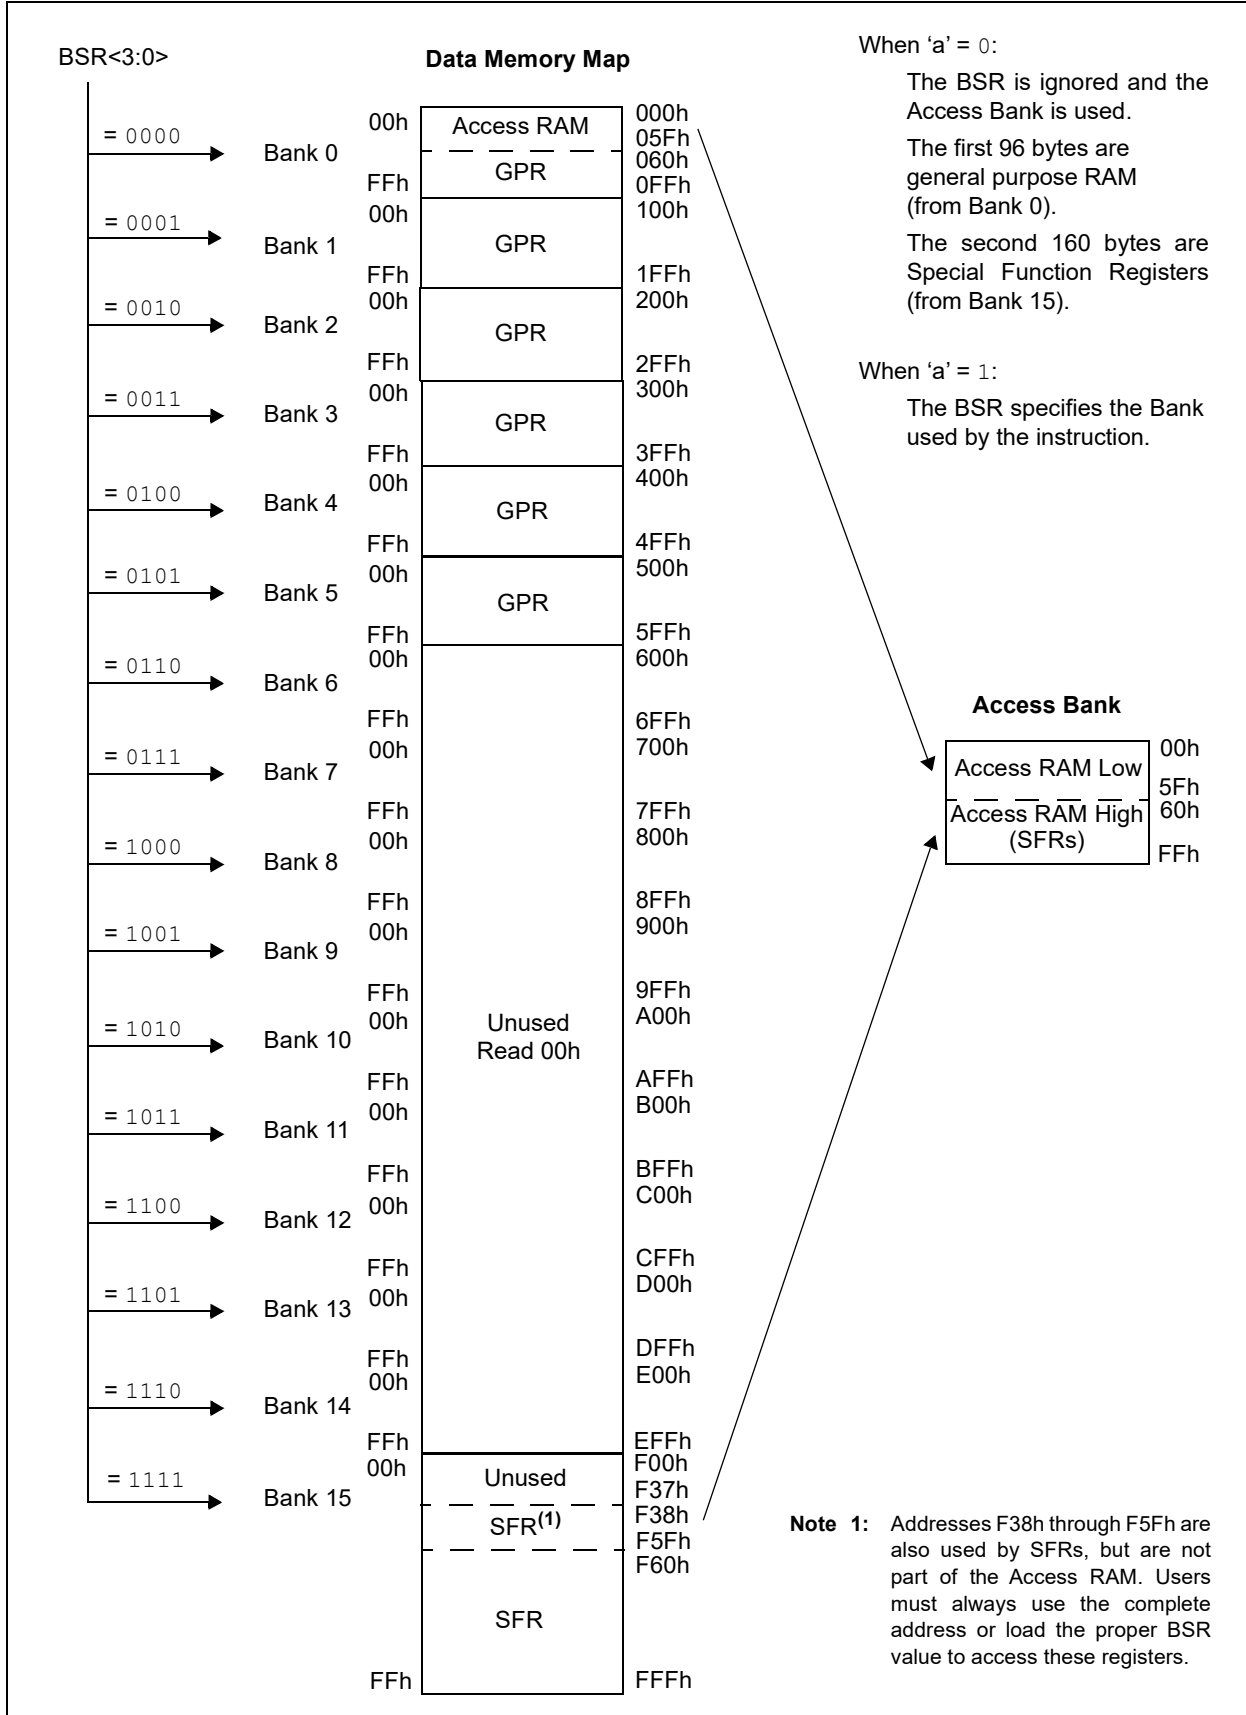 BSR<3:0>
Data Memory Map
When ‘a’ = 0:
The BSR is ignored and the
Access Bank is used.
The first 96 bytes are
general purpose RAM
(from Bank 0).
The second 160 bytes are
Special Function Registers
(from Bank 15).
When ‘a’ = 1:
The BSR specifies the Bank
used by the instruction.
= 0000
Bank 0
00h
FFh
Access RAM
GPR
000h
05Fh
060h
0FFh
= 0001
Bank 1
00h
FFh
GPR
100h
1FFh
= 0010
Bank 2
00h
FFh
GPR
200h
2FFh
= 0011
Bank 3
00h
FFh
GPR
300h
3FFh
= 0100
Bank 4
00h
FFh
GPR
400h
4FFh
= 0101
Bank 5
00h
FFh
GPR
500h
5FFh
= 0110
Bank 6
00h
FFh
600h
6FFh
= 0111
Bank 7
00h
FFh
700h
7FFh
= 1000
Bank 8
00h
FFh
800h
8FFh
= 1001
Bank 9
00h
FFh
900h
9FFh
= 1010
Bank 10
00h
FFh
Unused
Read 00h
A00h
AFFh
= 1011
Bank 11
00h
FFh
B00h
BFFh
= 1100
Bank 12
00h
FFh
C00h
CFFh
= 1101
Bank 13
00h
FFh
D00h
DFFh
= 1110
Bank 14
00h
FFh
E00h
EFFh
= 1111
Bank 15
00h
FFh
Unused
SFR(1)
SFR
F00h
F37h
F38h
F5Fh
F60h
FFFh
Access Bank
Access RAM Low
Access RAM High
(SFRs)
00h
5Fh
60h
FFh
Note 1: Addresses F38h through F5Fh are
also used by SFRs, but are not
part of the Access RAM. Users
must always use the complete
address or load the proper BSR
value to access these registers.